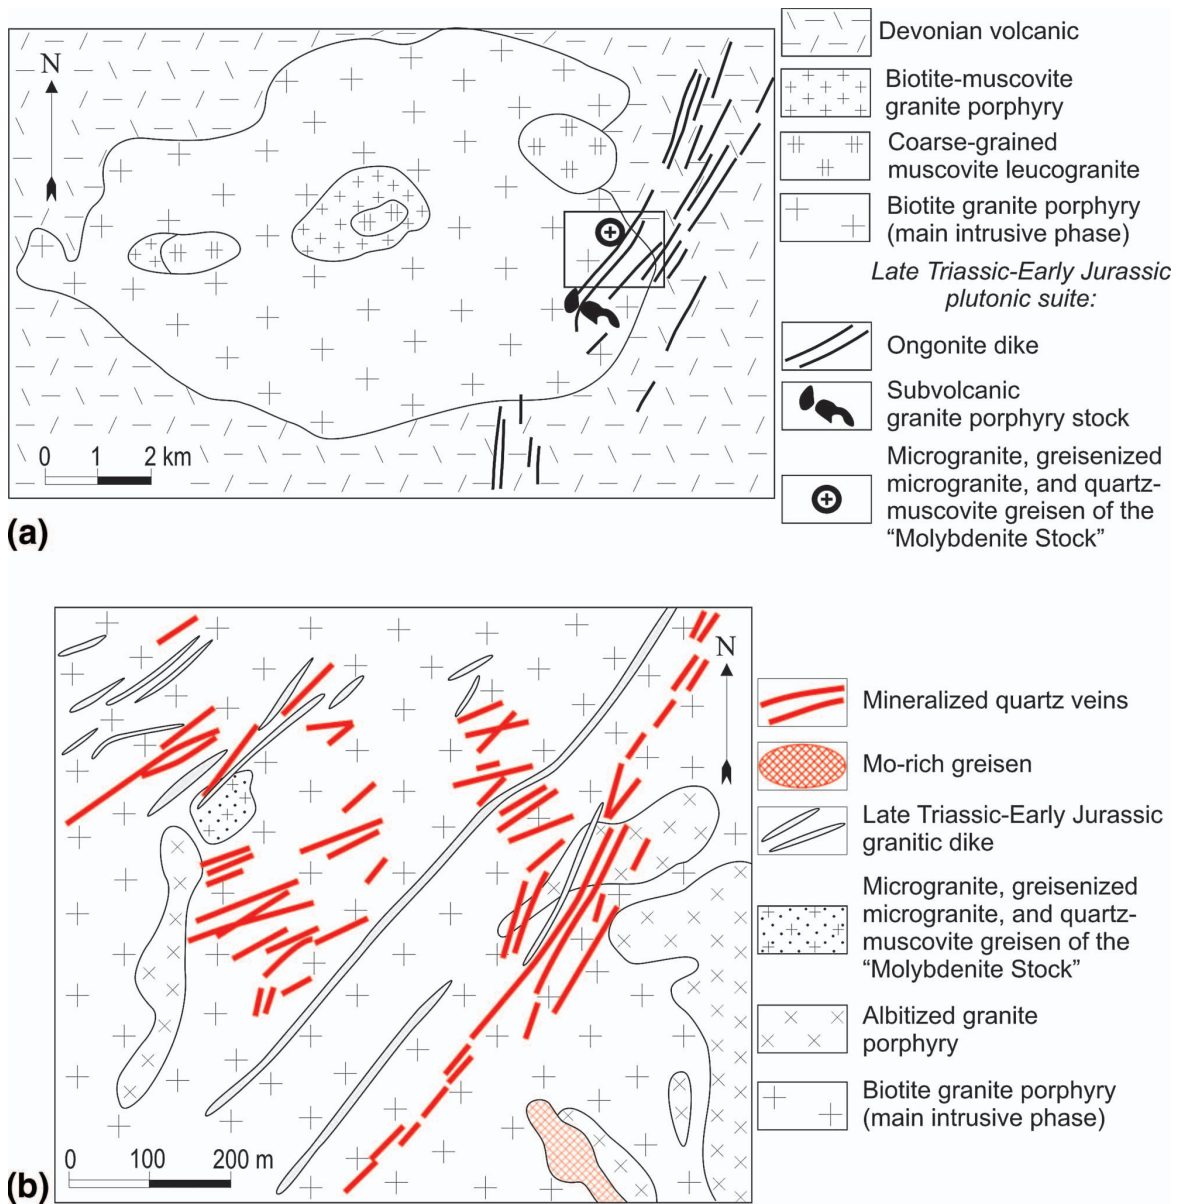 N
0 1 2 km
(a)
Devonian volcanic
Biotite-muscovite
granite porphyry
Coarse-grained
muscovite leucogranite
Biotite granite porphyry
(main intrusive phase)
Late Triassic-Early Jurassic
plutonic suite:
Ongonite dike
Subvolcanic
granite porphyry stock
Microgranite, greisenized
microgranite, and quartz-
muscovite greisen of the
“Molybdenite Stock”
N
0 100 200 m
(b)
Mineralized quartz veins
Mo-rich greisen
Late Triassic-Early Jurassic
granitic dike
Microgranite, greisenized
microgranite, and quartz-
muscovite greisen of the
“Molybdenite Stock”
Albitized granite
porphyry
Biotite granite porphyry
(main intrusive phase)